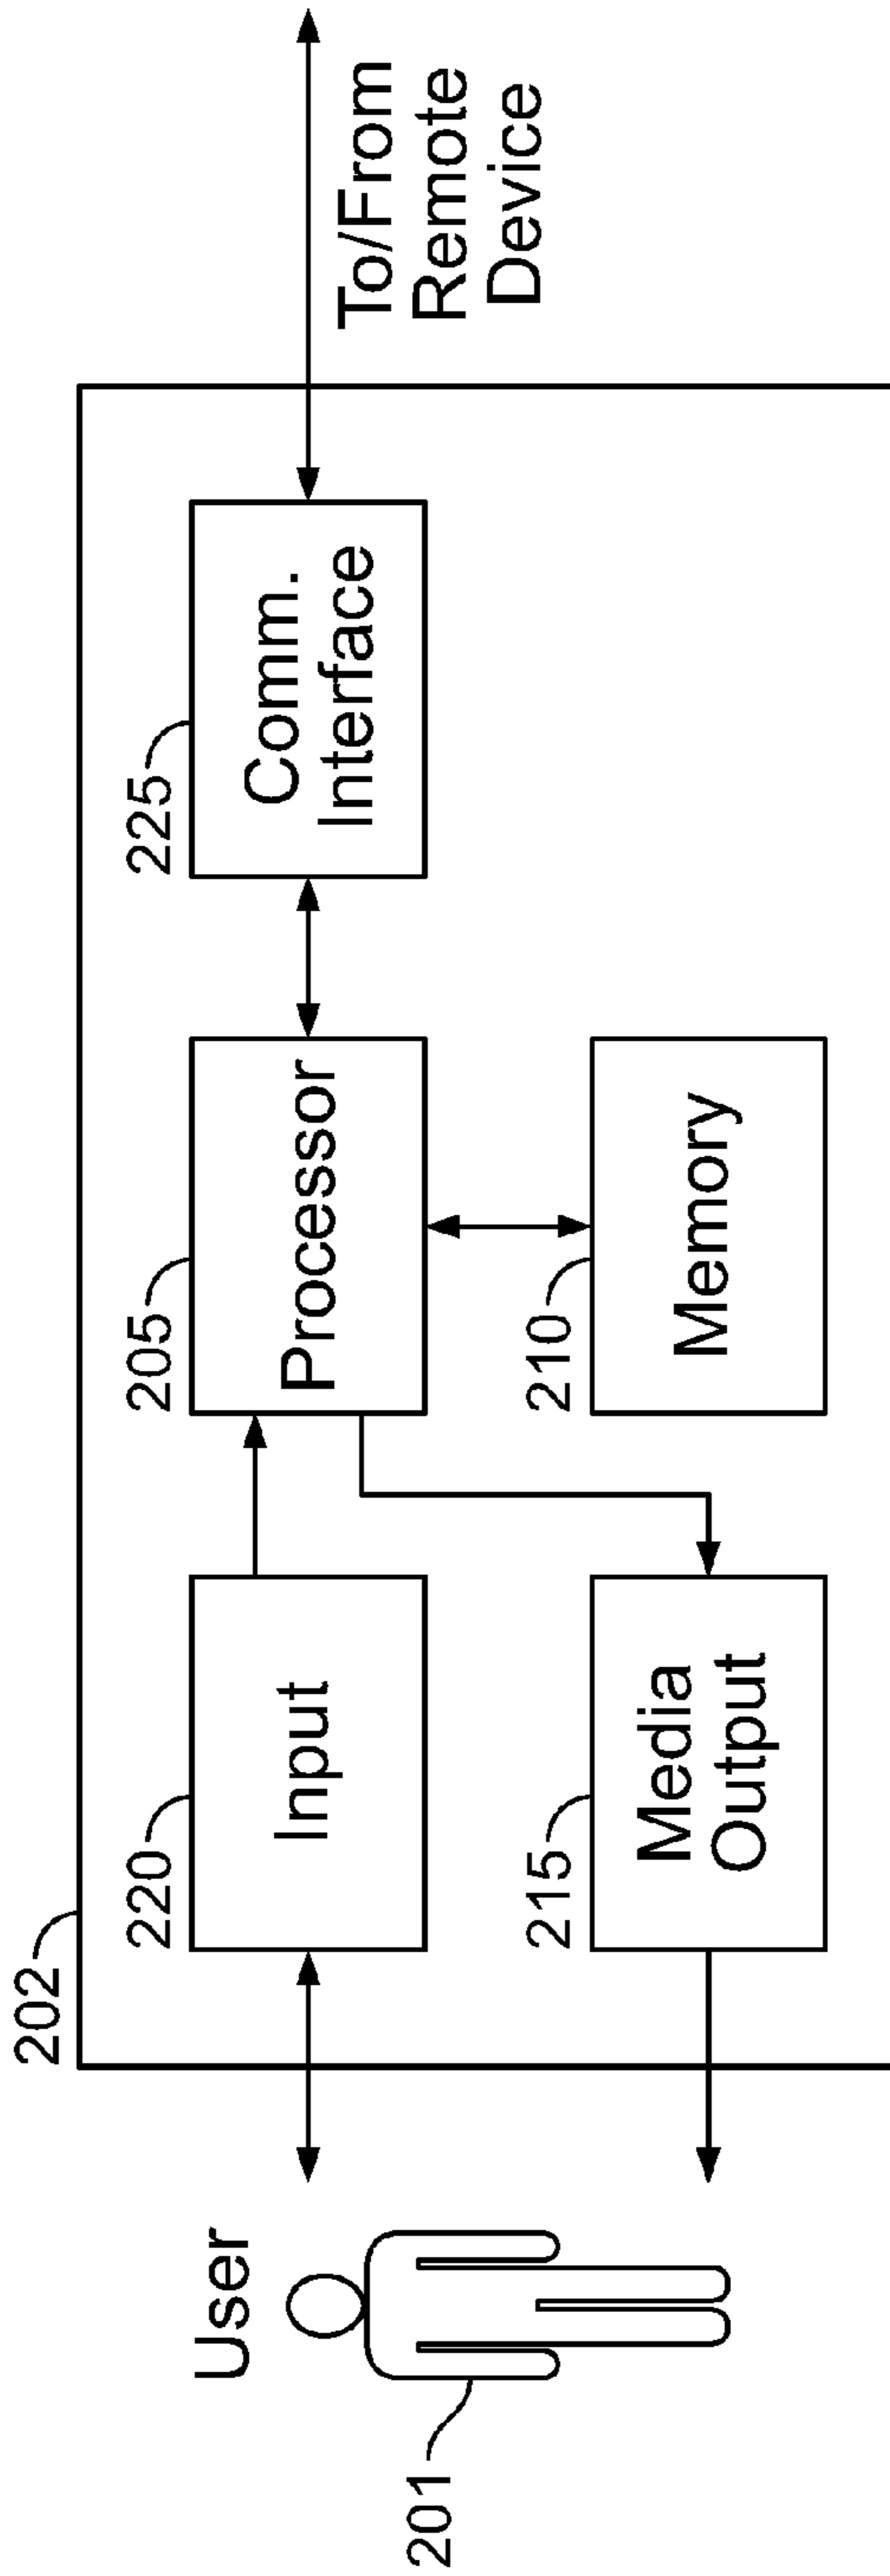 202
User
201
220
Input
205
Processor
225
Comm.
Interface
To/From
Remote
Device
215
Media
Output
210
Memory